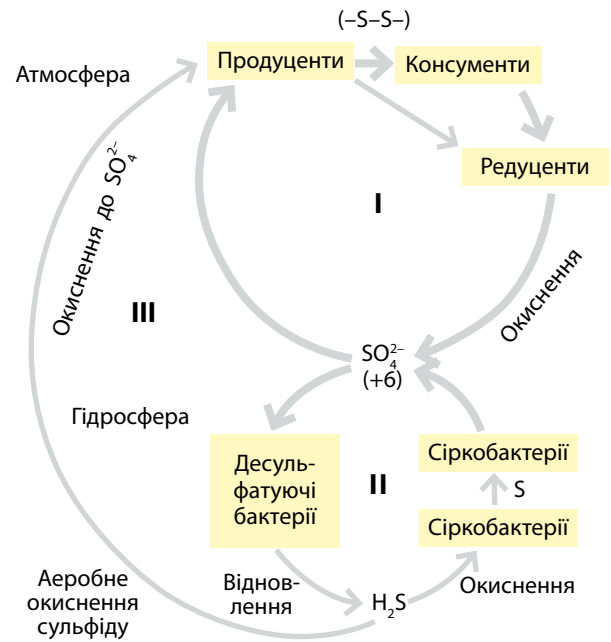 (–S–S–)
Продуценти
Консументи
Атмосфера
Редуценти
Окиснення до SO₄²⁻
I
Окиснення
III
SO₄²⁻
(+6)
Гідросфера
Десуль-
фатуючі
бактерії
II
Сіркобактерії
S
Сіркобактерії
Аеробне
окиснення
сульфіду
Віднов-
лення
H₂S
Окиснення